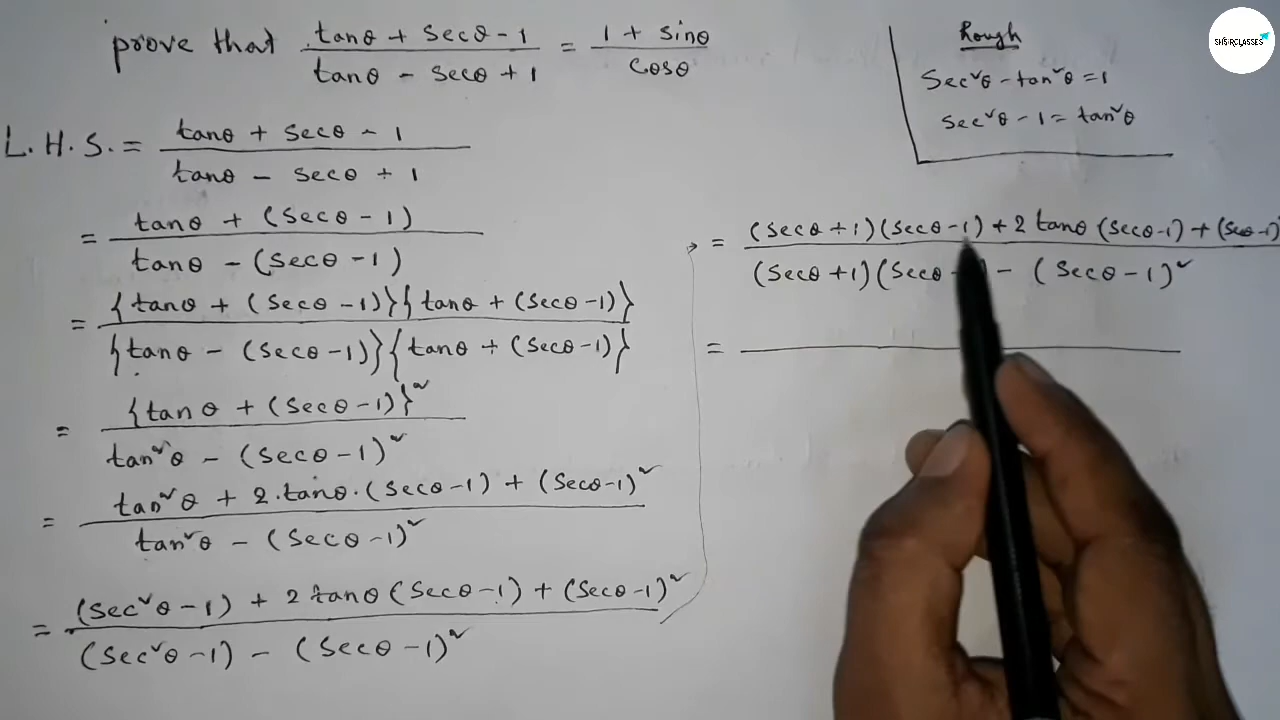 prove that (tanθ + secθ - 1)/(tanθ - secθ + 1) = (1 + sinθ)/cosθ
L.H.S. = (tanθ + secθ - 1)/(tanθ - secθ + 1)
= (tanθ + (secθ - 1))/(tanθ - (secθ - 1))
= ({tanθ + (secθ - 1)}{tanθ + (secθ - 1)})/({tanθ - (secθ - 1)}{tanθ + (secθ - 1)})
= {tanθ + (secθ - 1)}²/(tan²θ - (secθ - 1)²)
= (tan²θ + 2.tanθ.(secθ - 1) + (secθ - 1)²)/(tan²θ - (secθ - 1)²)
= ((sec²θ - 1) + 2 tanθ (secθ - 1) + (secθ - 1)²)/((sec²θ - 1) - (secθ - 1)²)
Rough
sec²θ - tan²θ = 1
sec²θ - 1 = tan²θ
= ((secθ + 1)(secθ - 1) + 2 tanθ (secθ - 1) + (secθ - 1)/((secθ + 1)(secθ - ) - (secθ - 1)²)
=
SHSIRCLASSES